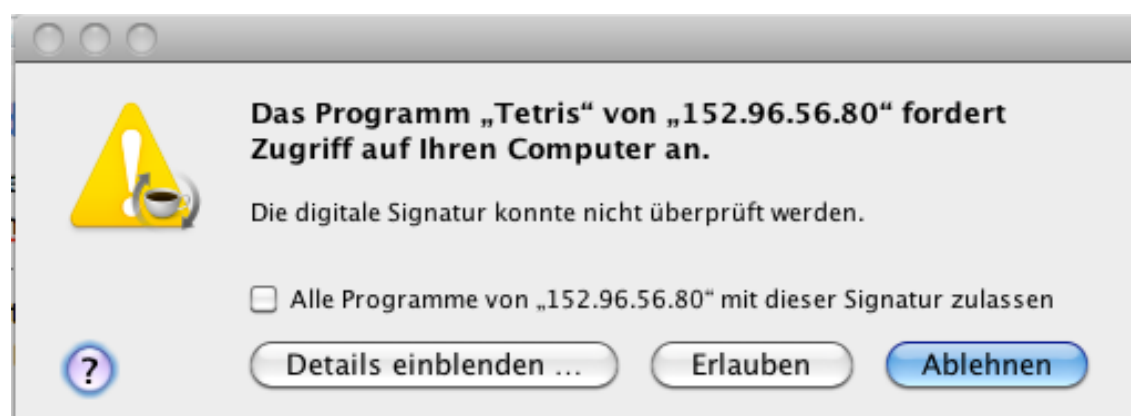 Das Programm „Tetris“ von „152.96.56.80“ fordert
Zugriff auf Ihren Computer an.
Die digitale Signatur konnte nicht überprüft werden.
Alle Programme von „152.96.56.80“ mit dieser Signatur zulassen
?
Details einblenden ...
Erlauben
Ablehnen